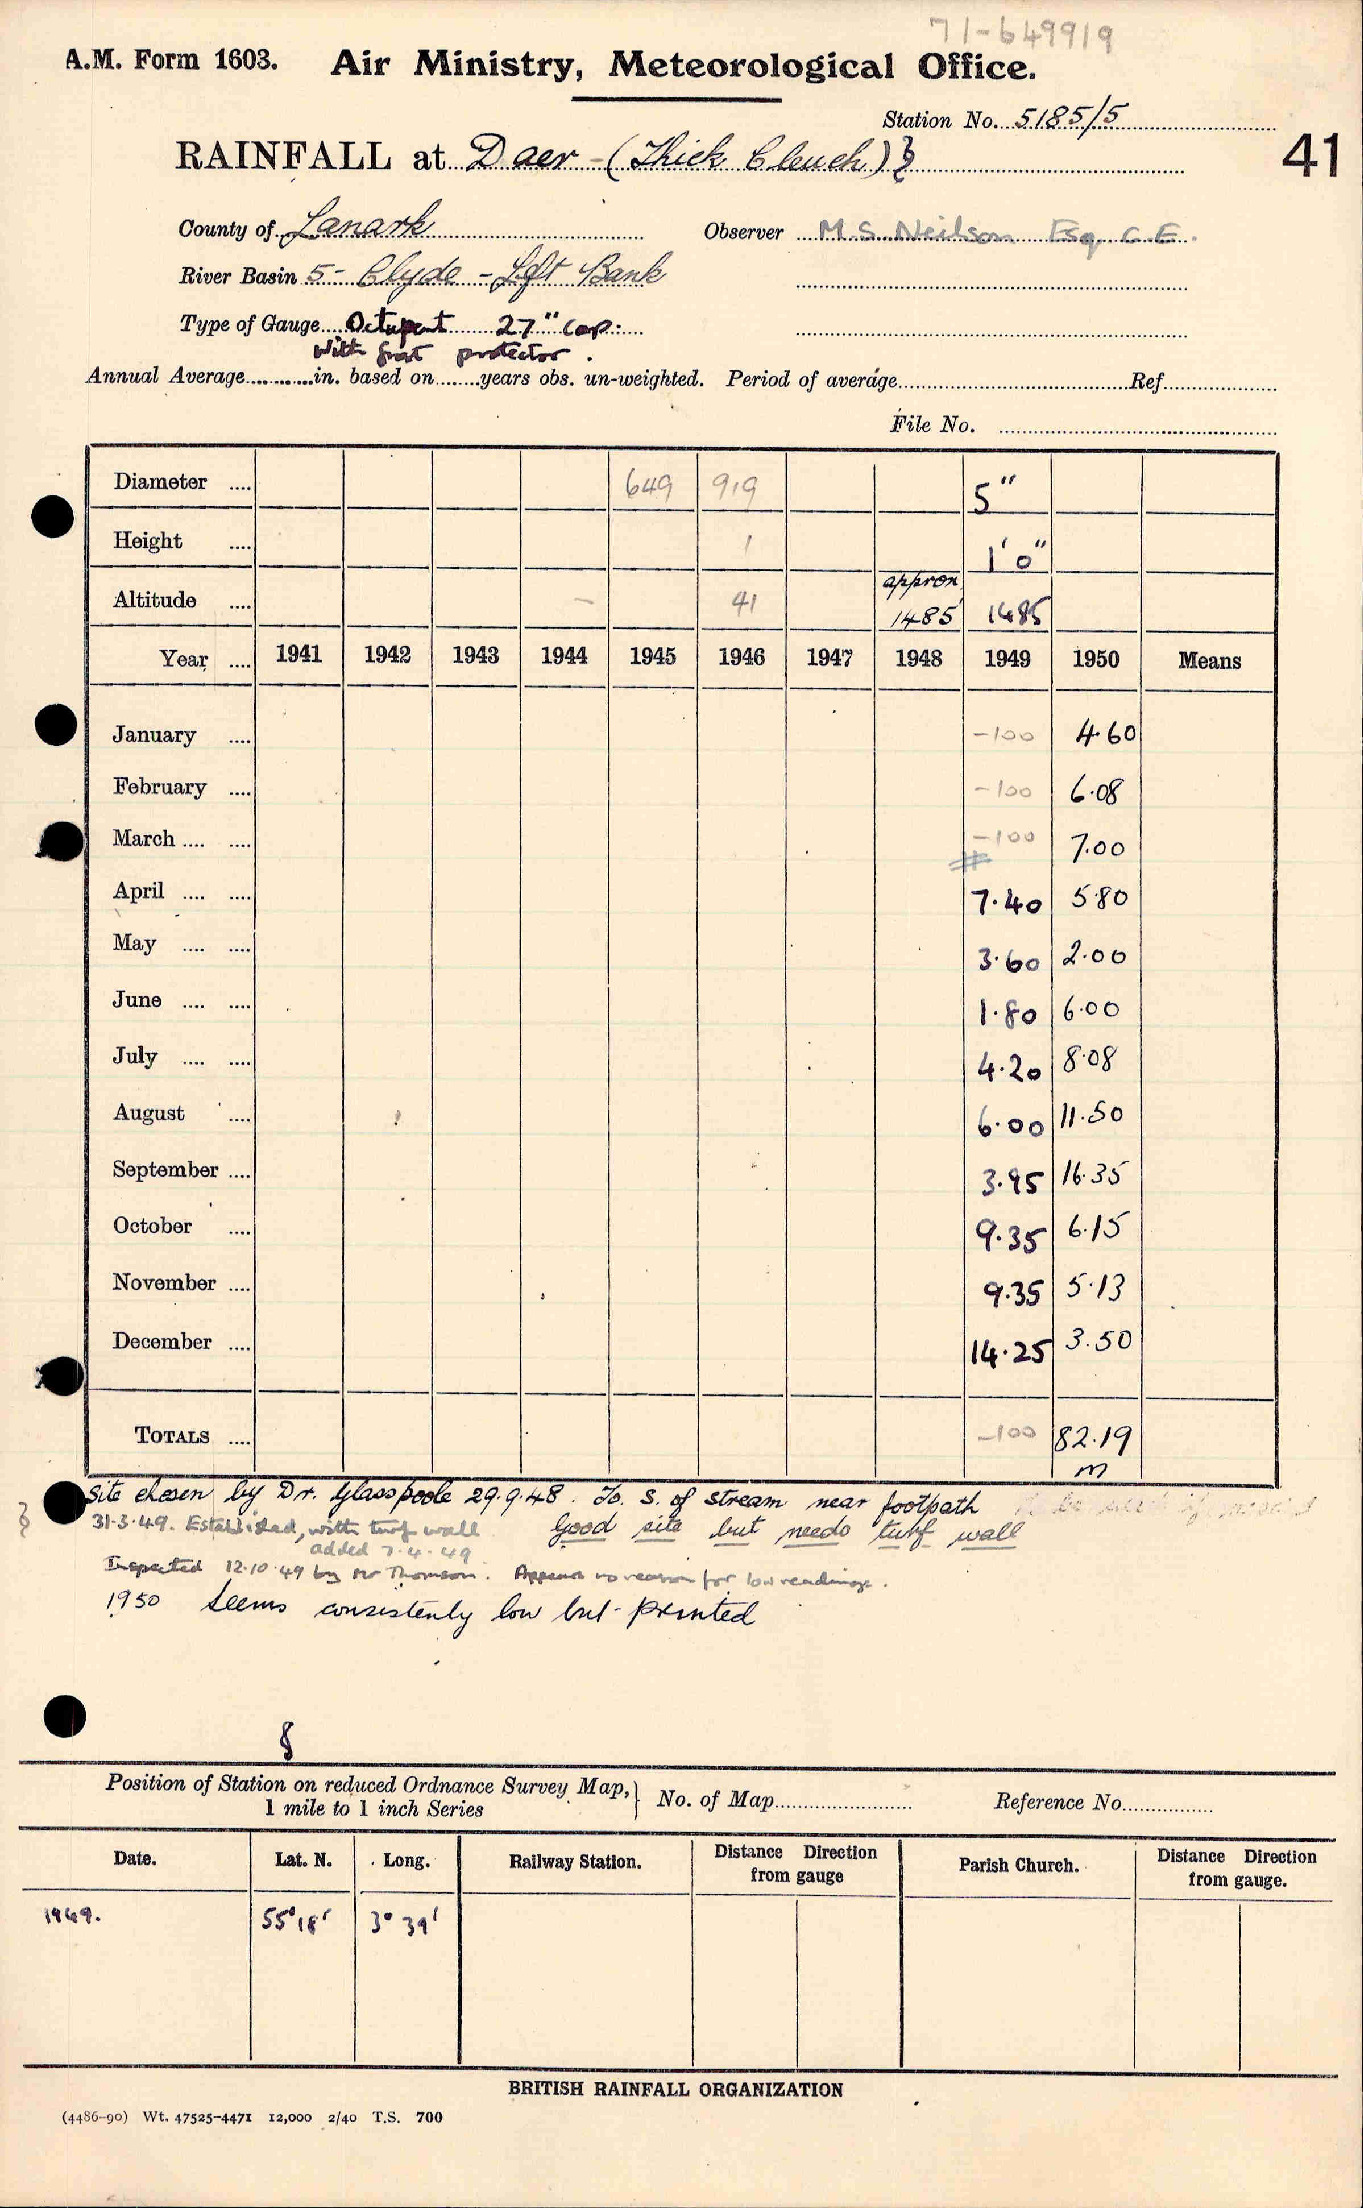 71-649919
A.M. Form 1603. Air Ministry, Meteorological Office.
Station No. 5185/5
RAINFALL at Daer - (Thick Cleuch) 41
County of Lanark Observer M.S. Neilson Esq. C.E.
River Basin 5 - Clyde - Left Bank
Type of Gauge Octapent 27" cap.
With frost protector.
Annual Average in. based on years obs. un-weighted. Period of average Ref.
File No.
Diameter 649 919 5"
Height 1 1' 0"
Altitude - 41 approx 1485' 1485
Year 1941 1942 1943 1944 1945 1946 1947 1948 1949 1950 Means
January -100 4.60
February -100 6.08
March -100 7.00
April 7.40 5.80
May 3.60 2.00
June 1.80 6.00
July 4.20 8.08
August 6.00 11.50
September 3.95 16.35
October 9.35 6.15
November 9.35 5.13
December 14.25 3.50
TOTALS -100 82.19
m
Site chosen by Dr. Glasspoole 29.9.48. To S. of stream near footpath
31.3.49. Established, with turf wall Good site but needs turf wall
added 7.4.49
Inspected 12.10.49 by Mr Thomson. Appears no reason for low readings.
1950 Seems consistenly low but printed
Position of Station on reduced Ordnance Survey Map, No. of Map Reference No.
1 mile to 1 inch Series
Date. Lat. N. Long. Railway Station. Distance Direction from gauge Parish Church. Distance Direction from gauge.
1949. 55° 18' 3° 39'
BRITISH RAINFALL ORGANIZATION
(4486-90) Wt. 47525-4471 12,000 2/40 T.S. 700